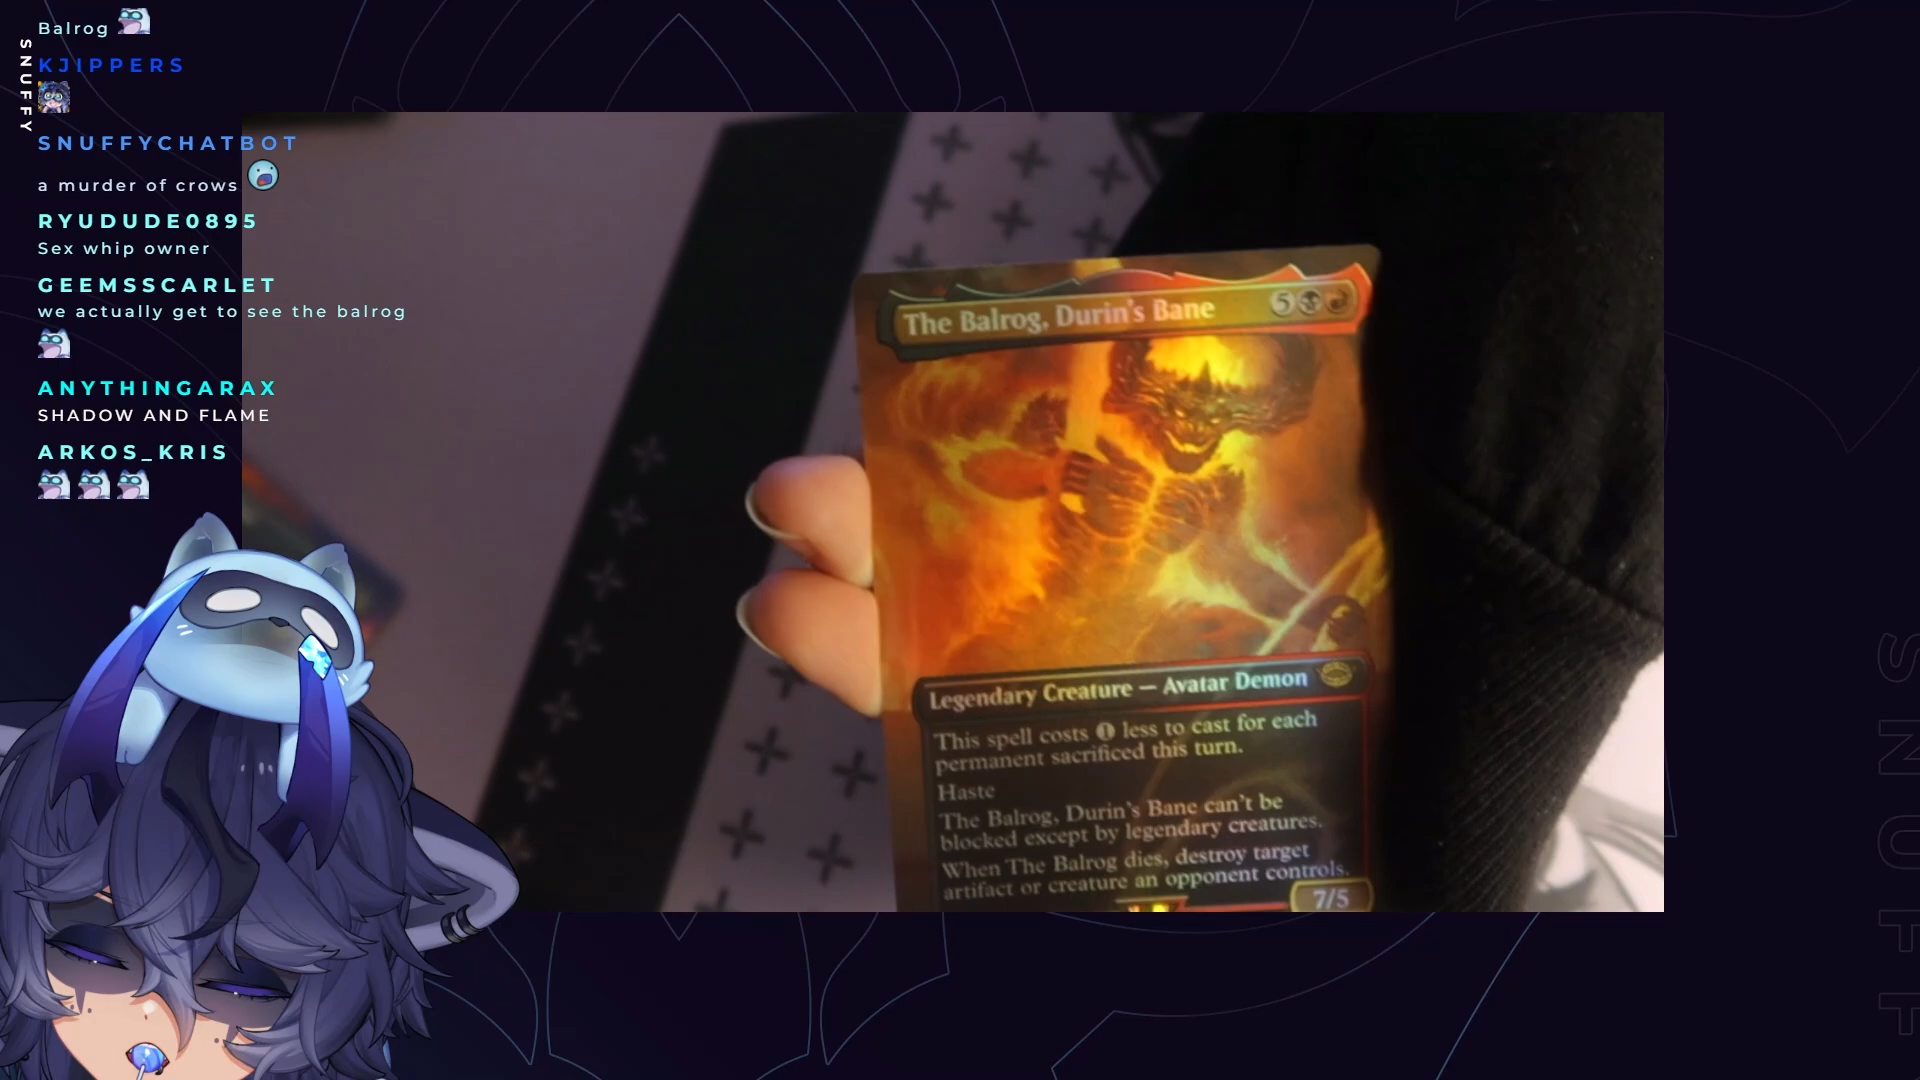 Balrog
SNUFFY
KJIPPERS
SNUFFYCHATBOT
a murder of crows
RYUDUDE0895
Sex whip owner
GEEMSSCARLET
we actually get to see the balrog
ANYTHINGARAX
SHADOW AND FLAME
ARKOS_KRIS
The Balrog, Durin's Bane 5
Legendary Creature — Avatar Demon
This spell costs 1 less to cast for each
permanent sacrificed this turn.
Haste
The Balrog, Durin's Bane can't be
blocked except by legendary creatures.
When The Balrog dies, destroy target
artifact or creature an opponent controls.
7/5
SNUFF